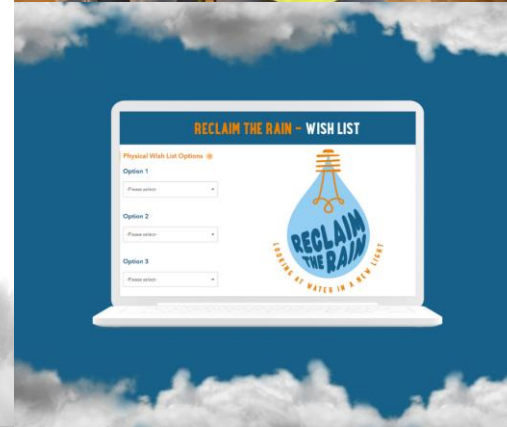 RECLAIM THE RAIN – WISH LIST
Physical Wish List Options
Option 1
-Please select-
Option 2
-Please select-
Option 3
-Please select-
RECLAIM
THE RAIN
LOOKING AT WATER IN A NEW LIGHT